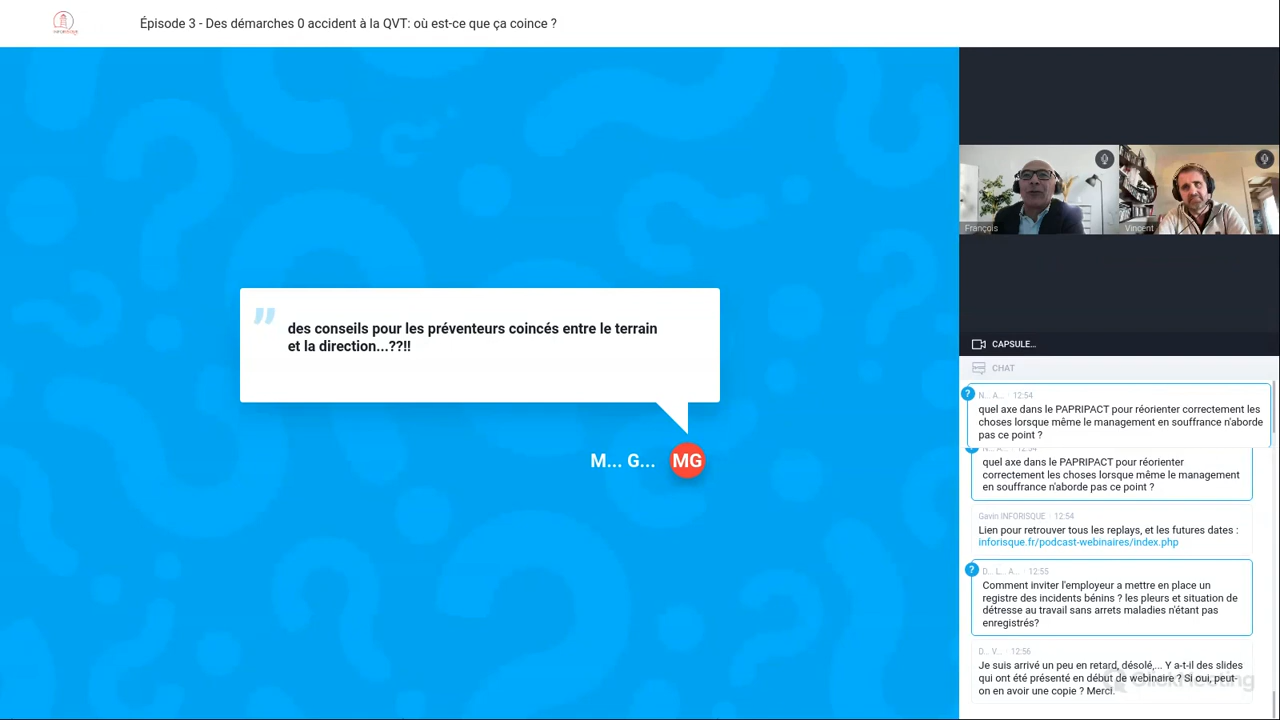 Épisode 3 - Des démarches 0 accident à la QVT: où est-ce que ça coince ?
des conseils pour les préventeurs coincés entre le terrain
et la direction...??!!
M... G... MG
François
Vincent
CAPSULE...
CHAT
N... A... · 12:54
quel axe dans le PAPRIPACT pour réorienter correctement les
choses lorsque même le management en souffrance n'aborde
pas ce point ?
quel axe dans le PAPRIPACT pour réorienter
correctement les choses lorsque même le management
en souffrance n'aborde pas ce point ?
Gavin INFORISQUE · 12:54
Lien pour retrouver tous les replays, et les futures dates :
inforisque.fr/podcast-webinaires/index.php
D... L... A... · 12:55
Comment inviter l'employeur a mettre en place un
registre des incidents bénins ? les pleurs et situation de
détresse au travail sans arrets maladies n'étant pas
enregistrés?
D... V... · 12:56
Je suis arrivé un peu en retard, désolé,... Y a-t-il des slides
qui ont été présenté en début de webinaire ? Si oui, peut-
on en avoir une copie ? Merci.
ClickMeeting